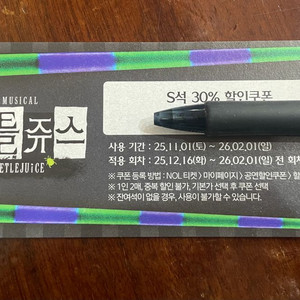 MUSICAL
틀쥬스
ETLEJUiCE
S석 30% 할인쿠폰
사용 기간 : 25,11,01(토) ~ 26,02,01(일)
적용 회차 : 25,12,16(화) ~ 26,02,01(일) 전 회차
※ 쿠폰 등록 방법 : NOL 티켓 > 마이페이지 > 공연할인쿠폰 > 할
※ 1인 2매, 중복 할인 불가, 기본가 선택 후 쿠폰 선택
※ 잔여석이 없을 경우, 사용이 불가할 수 있습니다.